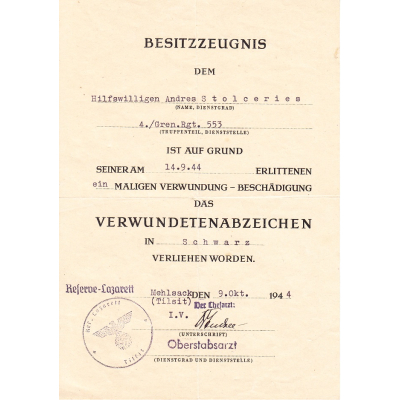 BESITZZEUGNIS
DEM
Hilfswilligen Andres Stolceries
(NAME, DIENSTGRAD)
4./Gren.Rgt. 553
(TRUPPENTEIL, DIENSTSTELLE)
IST AUF GRUND
SEINER AM 14.9.44 ERLITTENEN
ein MALIGEN VERWUNDUNG – BESCHÄDIGUNG
DAS
VERWUNDETENABZEICHEN
IN Schwarz
VERLIEHEN WORDEN.
Reserve-Lazarett
Mehlsack DEN 9.Okt. 1944
(Tilsit) Der Chefarzt:
I.V.
(UNTERSCHRIFT)
Oberstabsarzt
(DIENSTGRAD UND DIENSTSTELLE)